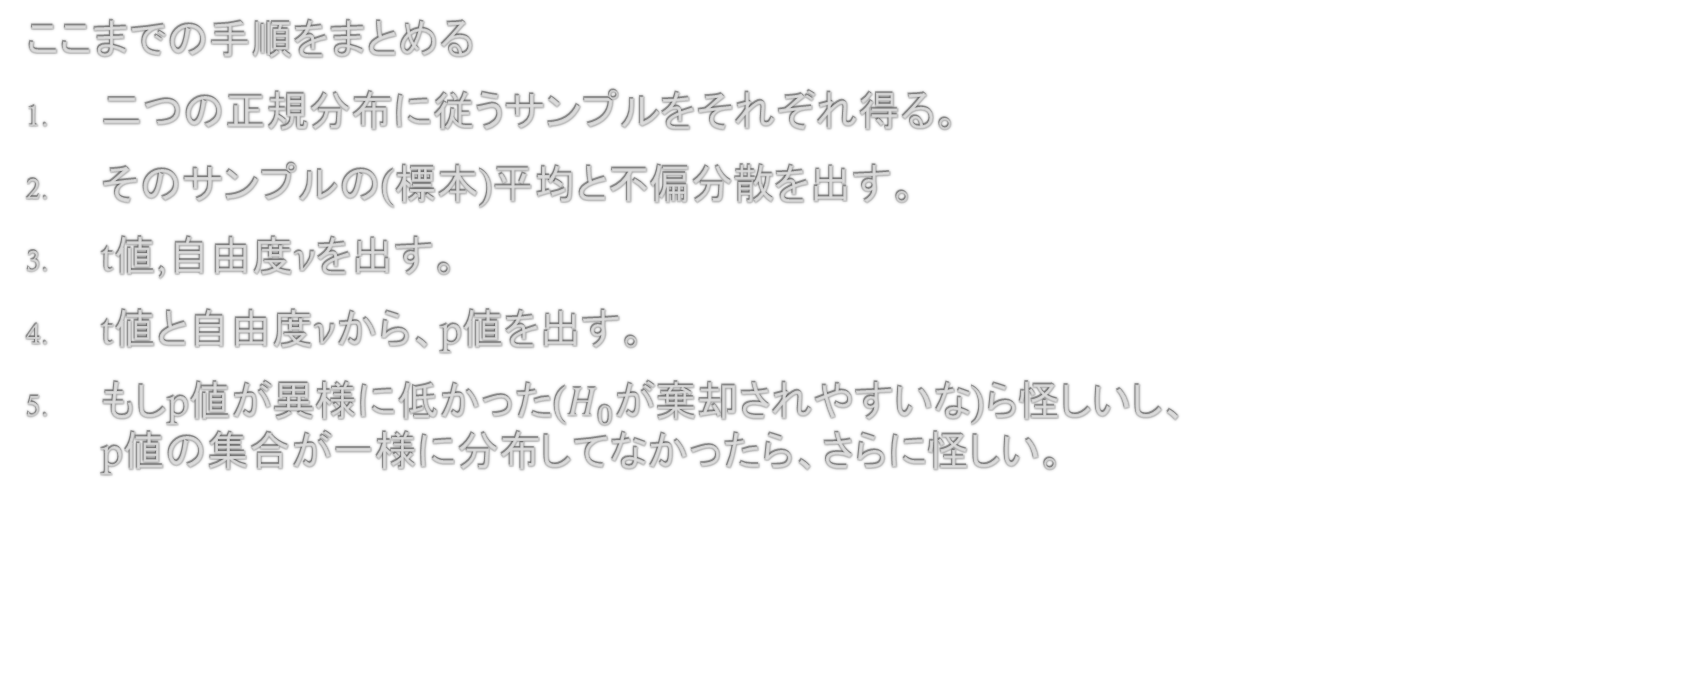 ここまでの手順をまとめる
1. 二つの正規分布に従うサンプルをそれぞれ得る。
2. そのサンプルの(標本)平均と不偏分散を出す。
3. t値,自由度νを出す。
4. t値と自由度νから、p値を出す。
5. もしp値が異様に低かった(H₀が棄却されやすいな)ら怪しいし、
p値の集合が一様に分布してなかったら、さらに怪しい。